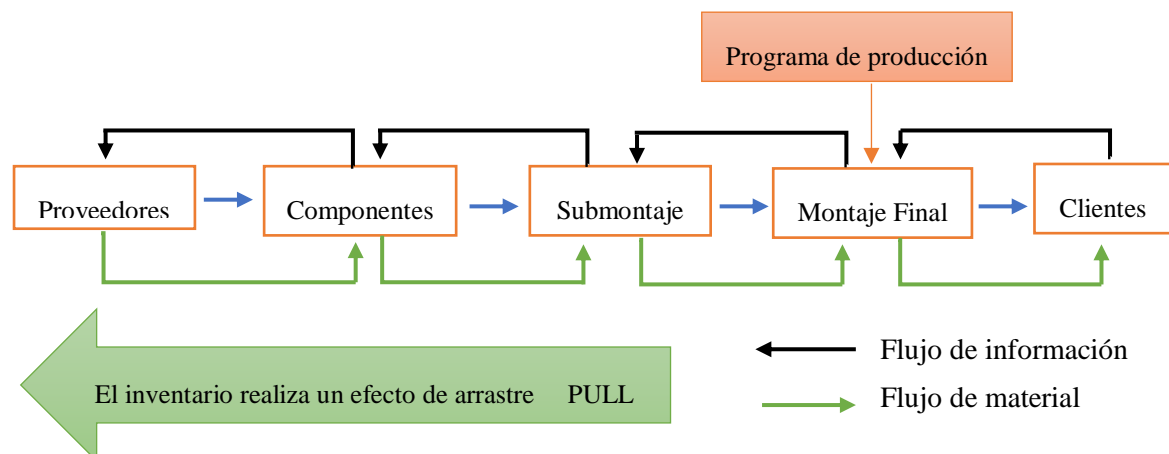 Programa de producción
Proveedores
Componentes
Submontaje
Montaje Final
Clientes
El inventario realiza un efecto de arrastre PULL
Flujo de información
Flujo de material